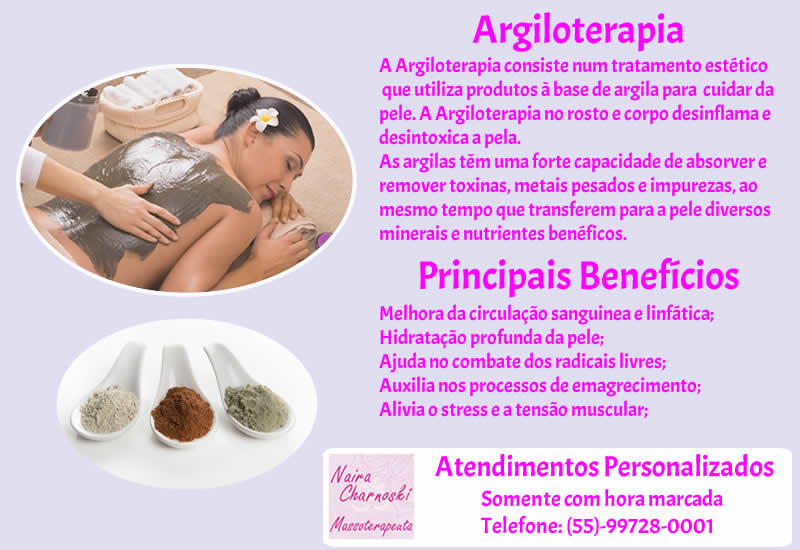 Argiloterapia
A Argiloterapia consiste num tratamento estético
que utiliza produtos à base de argila para cuidar da
pele. A Argiloterapia no rosto e corpo desinflama e
desintoxica a pela.
As argilas têm uma forte capacidade de absorver e
remover toxinas, metais pesados e impurezas, ao
mesmo tempo que transferem para a pele diversos
minerais e nutrientes benéficos.
Principais Benefícios
Melhora da circulação sanguinea e linfática;
Hidratação profunda da pele;
Ajuda no combate dos radicais livres;
Auxilia nos processos de emagrecimento;
Alivia o stress e a tensão muscular;
Naira
Charnoski
Massoterapeuta
Atendimentos Personalizados
Somente com hora marcada
Telefone: (55)-99728-0001